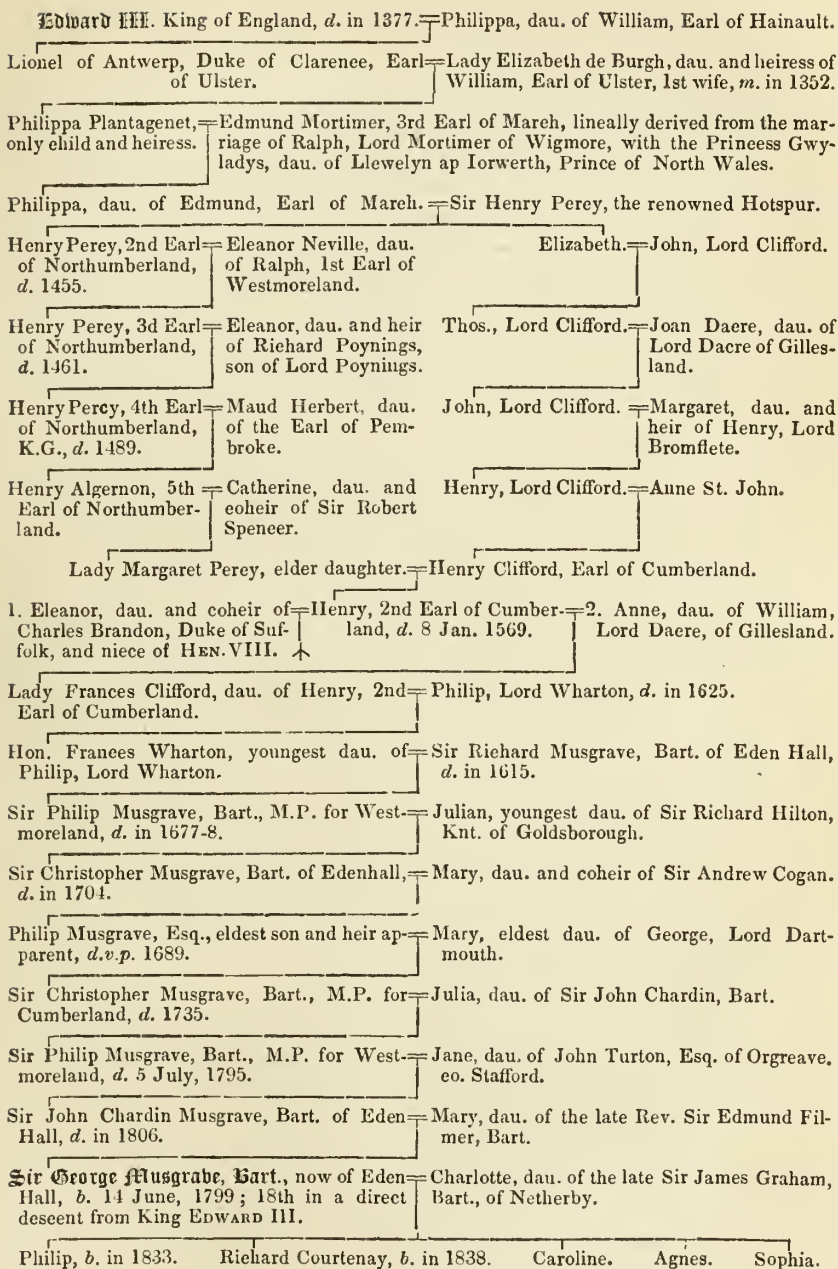 Edward III. King of England, d. in 1377.=Philippa, dau. of William, Earl of Hainault.
Lionel of Antwerp, Duke of Clarence, Earl=Lady Elizabeth de Burgh, dau. and heiress of
of Ulster. William, Earl of Ulster, 1st wife, m. in 1352.
Philippa Plantagenet,=Edmund Mortimer, 3rd Earl of March, lineally derived from the mar-
only child and heiress. riage of Ralph, Lord Mortimer of Wigmore, with the Princess Gwy-
ladys, dau. of Llewelyn ap Iorwerth, Prince of North Wales.
Philippa, dau. of Edmund, Earl of March.=Sir Henry Percy, the renowned Hotspur.
Henry Percy, 2nd Earl=Eleanor Neville, dau. Elizabeth.=John, Lord Clifford.
of Northumberland, of Ralph, 1st Earl of
d. 1455. Westmoreland.
Henry Percy, 3d Earl=Eleanor, dau. and heir Thos., Lord Clifford.=Joan Dacre, dau. of
of Northumberland, of Richard Poynings, Lord Dacre of Gilles-
d. 1461. son of Lord Poynings. land.
Henry Percy, 4th Earl=Maud Herbert, dau. John, Lord Clifford.=Margaret, dau. and
of Northumberland, of the Earl of Pem- heir of Henry, Lord
K.G., d. 1489. broke. Bromflete.
Henry Algernon, 5th=Catherine, dau. and Henry, Lord Clifford.=Anne St. John.
Earl of Northumber- coheir of Sir Robert
land. Spencer.
Lady Margaret Percy, elder daughter.=Henry Clifford, Earl of Cumberland.
1. Eleanor, dau. and coheir of=Henry, 2nd Earl of Cumber-=2. Anne, dau. of William,
Charles Brandon, Duke of Suf- land, d. 8 Jan. 1569. Lord Dacre, of Gillesland.
folk, and niece of HEN. VIII.
Lady Frances Clifford, dau. of Henry, 2nd=Philip, Lord Wharton, d. in 1625.
Earl of Cumberland.
Hon. Frances Wharton, youngest dau. of=Sir Richard Musgrave, Bart. of Eden Hall,
Philip, Lord Wharton. d. in 1615.
Sir Philip Musgrave, Bart., M.P. for West-=Julian, youngest dau. of Sir Richard Hilton,
moreland, d. in 1677-8. Knt. of Goldsborough.
Sir Christopher Musgrave, Bart. of Edenhall,=Mary, dau. and coheir of Sir Andrew Cogan.
d. in 1704.
Philip Musgrave, Esq., eldest son and heir ap-=Mary, eldest dau. of George, Lord Dart-
parent, d.v.p. 1689. mouth.
Sir Christopher Musgrave, Bart., M.P. for=Julia, dau. of Sir John Chardin, Bart.
Cumberland, d. 1735.
Sir Philip Musgrave, Bart., M.P. for West-=Jane, dau. of John Turton, Esq. of Orgreave,
moreland, d. 5 July, 1795. co. Stafford.
Sir John Chardin Musgrave, Bart. of Eden=Mary, dau. of the late Rev. Sir Edmund Fil-
Hall, d. in 1806. mer, Bart.
Sir George Musgrave, Bart., now of Eden=Charlotte, dau. of the late Sir James Graham,
Hall, b. 14 June, 1799; 18th in a direct Bart., of Netherby.
descent from King EDWARD III.
Philip, b. in 1833. Richard Courtenay, b. in 1838. Caroline. Agnes. Sophia.